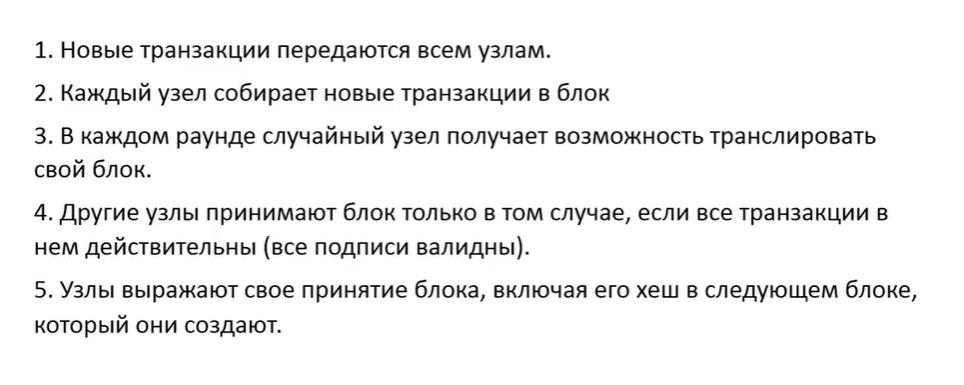 1. Новые транзакции передаются всем узлам.
2. Каждый узел собирает новые транзакции в блок
3. В каждом раунде случайный узел получает возможность транслировать
свой блок.
4. Другие узлы принимают блок только в том случае, если все транзакции в
нем действительны (все подписи валидны).
5. Узлы выражают свое принятие блока, включая его хеш в следующем блоке,
который они создают.